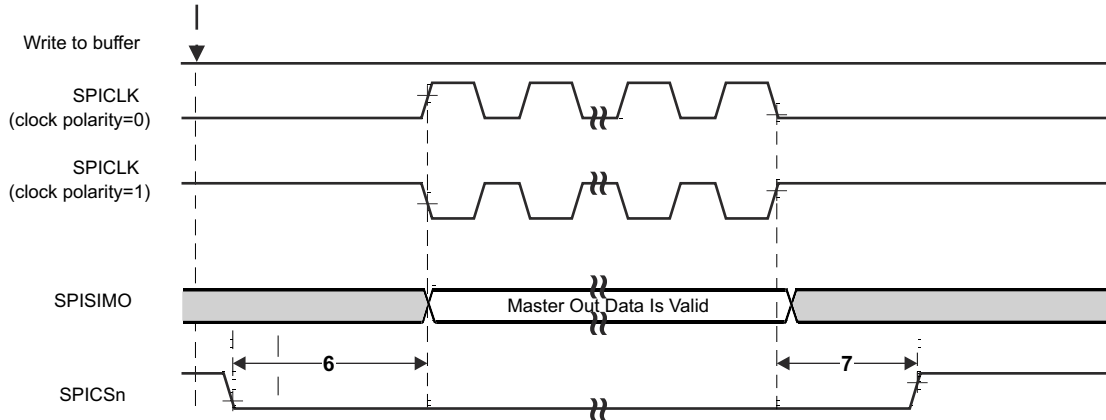 Write to buffer
SPICLK
(clock polarity=0)
SPICLK
(clock polarity=1)
SPISIMO
Master Out Data Is Valid
6
7
SPICSn